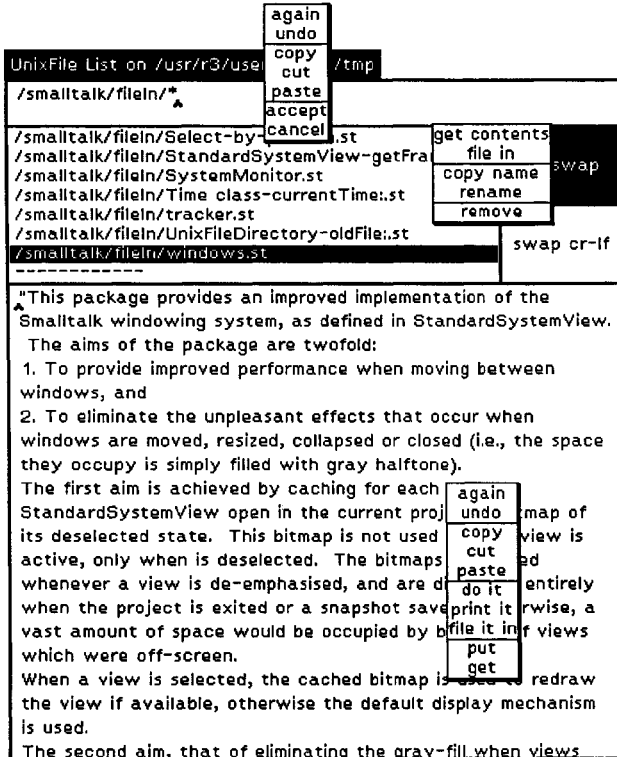 again
undo
copy
cut
paste
accept
cancel
UnixFile List on /usr/r3/use /tmp
/smalltalk/fileIn/*
/smalltalk/fileIn/Select-by- .st
/smalltalk/fileIn/StandardSystemView-getFra
/smalltalk/fileIn/SystemMonitor.st
/smalltalk/fileIn/Time class-currentTime:.st
/smalltalk/fileIn/tracker.st
/smalltalk/fileIn/UnixFileDirectory-oldFile:.st
/smalltalk/fileIn/windows.st
-------------
get contents
file in
copy name
rename
remove
swap
swap cr-lf
"This package provides an improved implementation of the
Smalltalk windowing system, as defined in StandardSystemView.
The aims of the package are twofold:
1. To provide improved performance when moving between
windows, and
2. To eliminate the unpleasant effects that occur when
windows are moved, resized, collapsed or closed (i.e., the space
they occupy is simply filled with gray halftone).
The first aim is achieved by caching for each
StandardSystemView open in the current proj tmap of
its deselected state. This bitmap is not used view is
active, only when is deselected. The bitmaps ed
whenever a view is de-emphasised, and are di entirely
when the project is exited or a snapshot save rwise, a
vast amount of space would be occupied by b f views
which were off-screen.
When a view is selected, the cached bitmap is used to redraw
the view if available, otherwise the default display mechanism
is used.
The second aim, that of eliminating the gray-fill when views
again
undo
copy
cut
paste
do it
print it
file it in
put
get